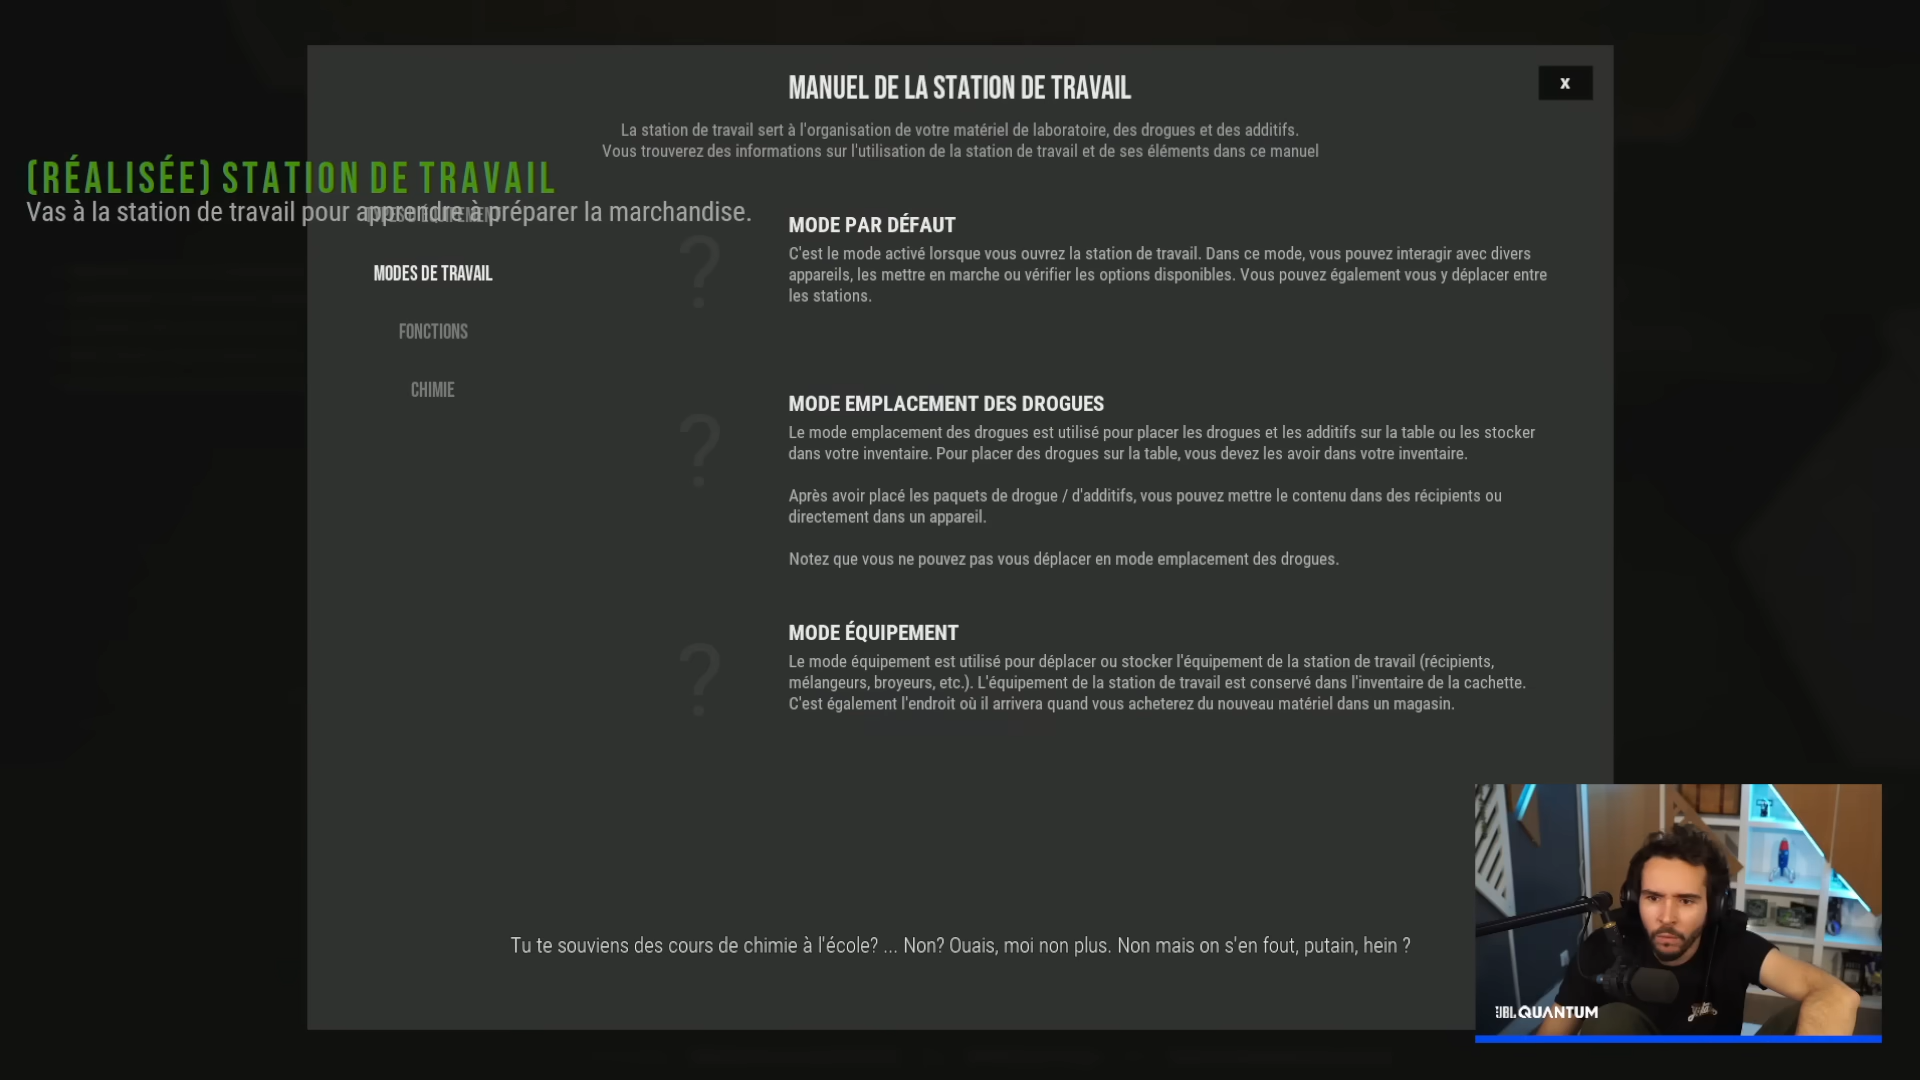 MANUEL DE LA STATION DE TRAVAIL
X
La station de travail sert à l'organisation de votre matériel de laboratoire, des drogues et des additifs.
Vous trouverez des informations sur l'utilisation de la station de travail et de ses éléments dans ce manuel
(RÉALISÉE) STATION DE TRAVAIL
Vas à la station de travail pour apprendre à préparer la marchandise.
TYPES D'ÉQUIPEMENT
MODES DE TRAVAIL
FONCTIONS
CHIMIE
?
MODE PAR DÉFAUT
C'est le mode activé lorsque vous ouvrez la station de travail. Dans ce mode, vous pouvez interagir avec divers
appareils, les mettre en marche ou vérifier les options disponibles. Vous pouvez également vous y déplacer entre
les stations.
?
MODE EMPLACEMENT DES DROGUES
Le mode emplacement des drogues est utilisé pour placer les drogues et les additifs sur la table ou les stocker
dans votre inventaire. Pour placer des drogues sur la table, vous devez les avoir dans votre inventaire.
Après avoir placé les paquets de drogue / d'additifs, vous pouvez mettre le contenu dans des récipients ou
directement dans un appareil.
Notez que vous ne pouvez pas vous déplacer en mode emplacement des drogues.
?
MODE ÉQUIPEMENT
Le mode équipement est utilisé pour déplacer ou stocker l'équipement de la station de travail (récipients,
mélangeurs, broyeurs, etc.). L'équipement de la station de travail est conservé dans l'inventaire de la cachette.
C'est également l'endroit où il arrivera quand vous acheterez du nouveau matériel dans un magasin.
Tu te souviens des cours de chimie à l'école? ... Non? Ouais, moi non plus. Non mais on s'en fout, putain, hein ?
JBL QUANTUM